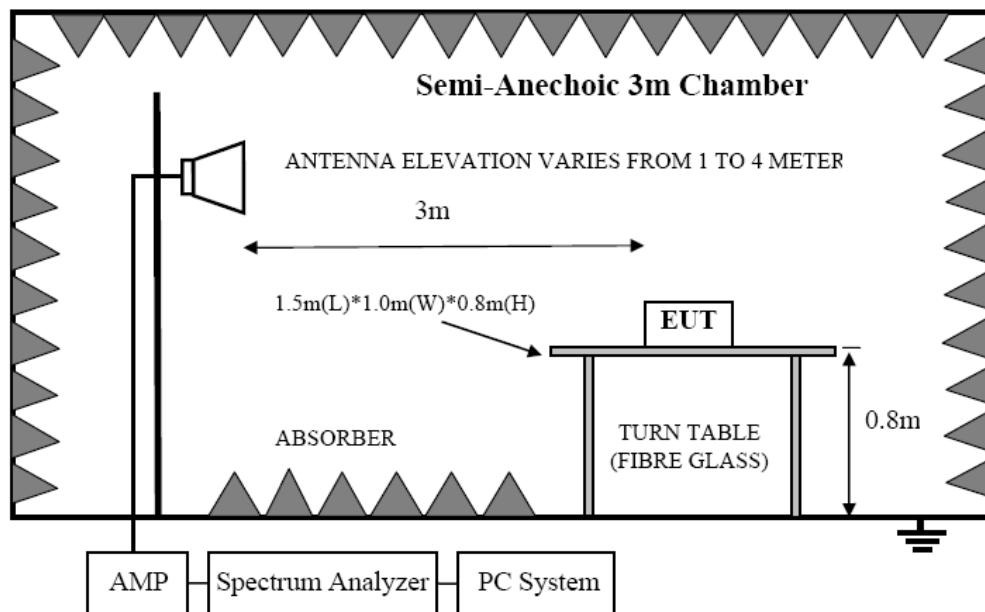 Semi-Anechoic 3m Chamber
ANTENNA ELEVATION VARIES FROM 1 TO 4 METER
3m
1.5m(L)*1.0m(W)*0.8m(H)
EUT
0.8m
ABSORBER
TURN TABLE
(FIBRE GLASS)
AMP
Spectrum Analyzer
PC System